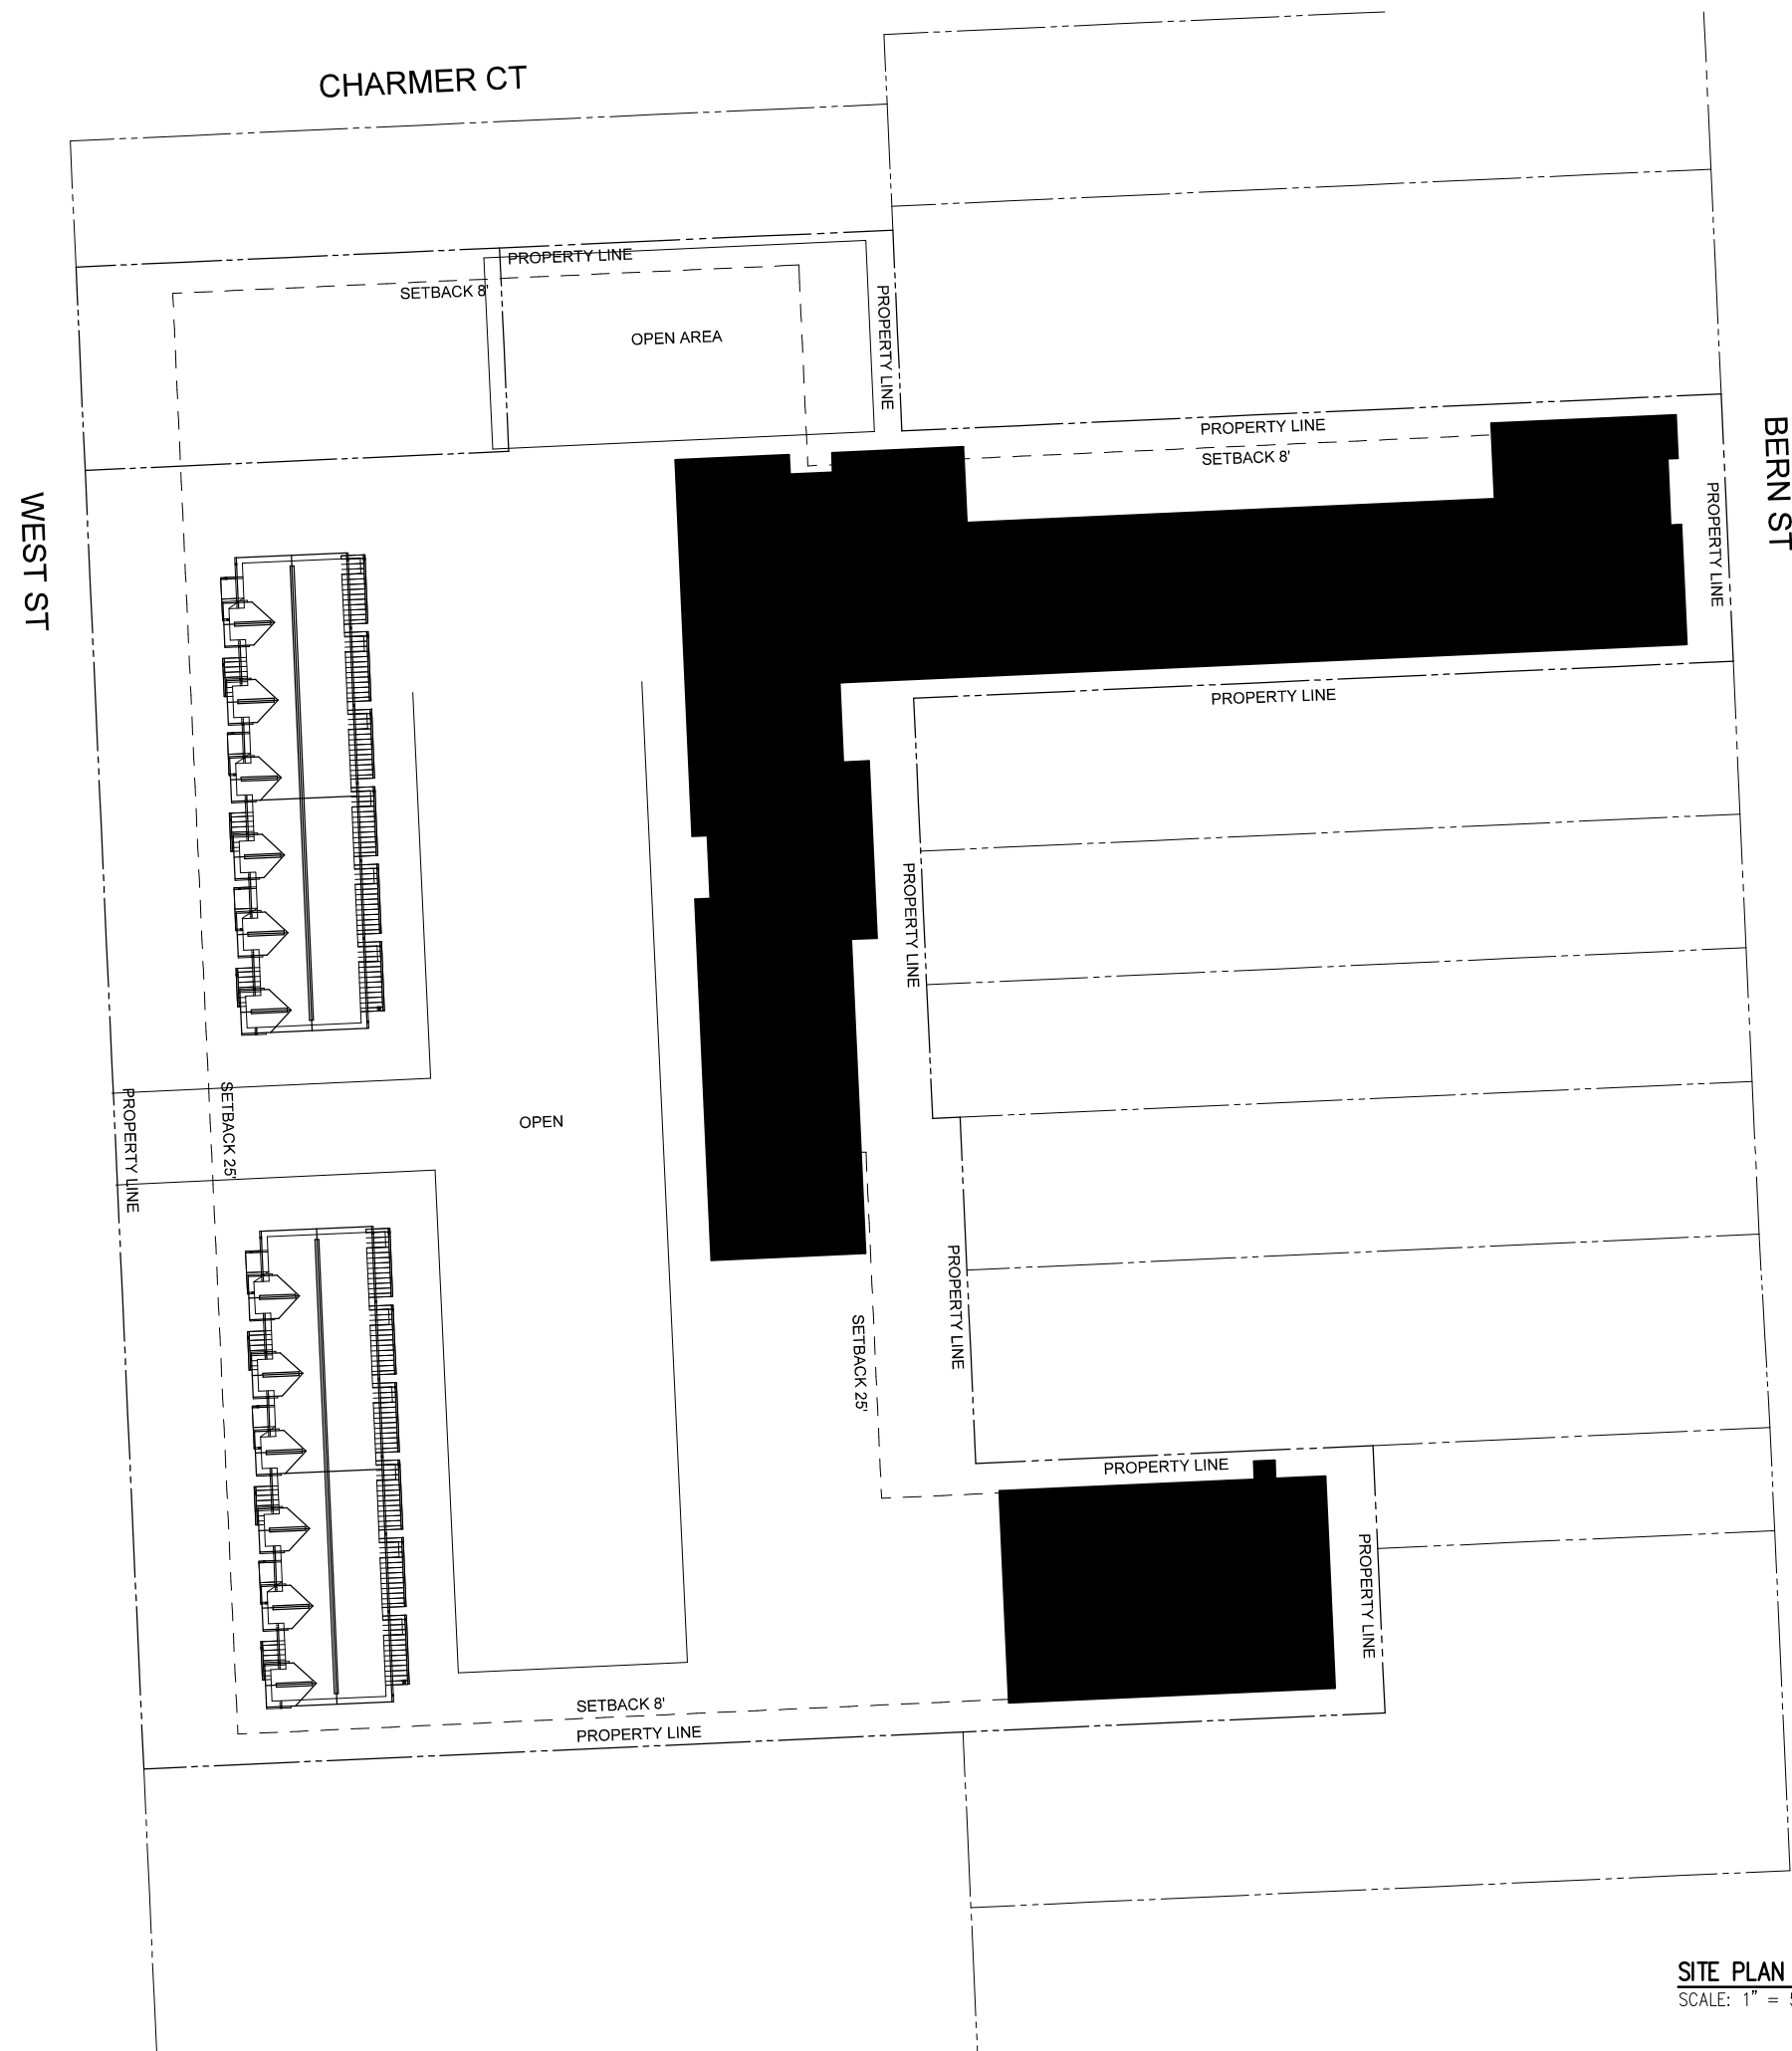 CHARMER CT
PROPERTY LINE
SETBACK 8'
OPEN AREA
PROPERTY LINE
PROPERTY LINE
SETBACK 8'
BERN ST
PROPERTY LINE
WEST ST
PROPERTY LINE
PROPERTY LINE
SETBACK 25'
PROPERTY LINE
OPEN
PROPERTY LINE
SETBACK 25'
PROPERTY LINE
PROPERTY LINE
SETBACK 8'
PROPERTY LINE
SITE PLAN
SCALE: 1" =